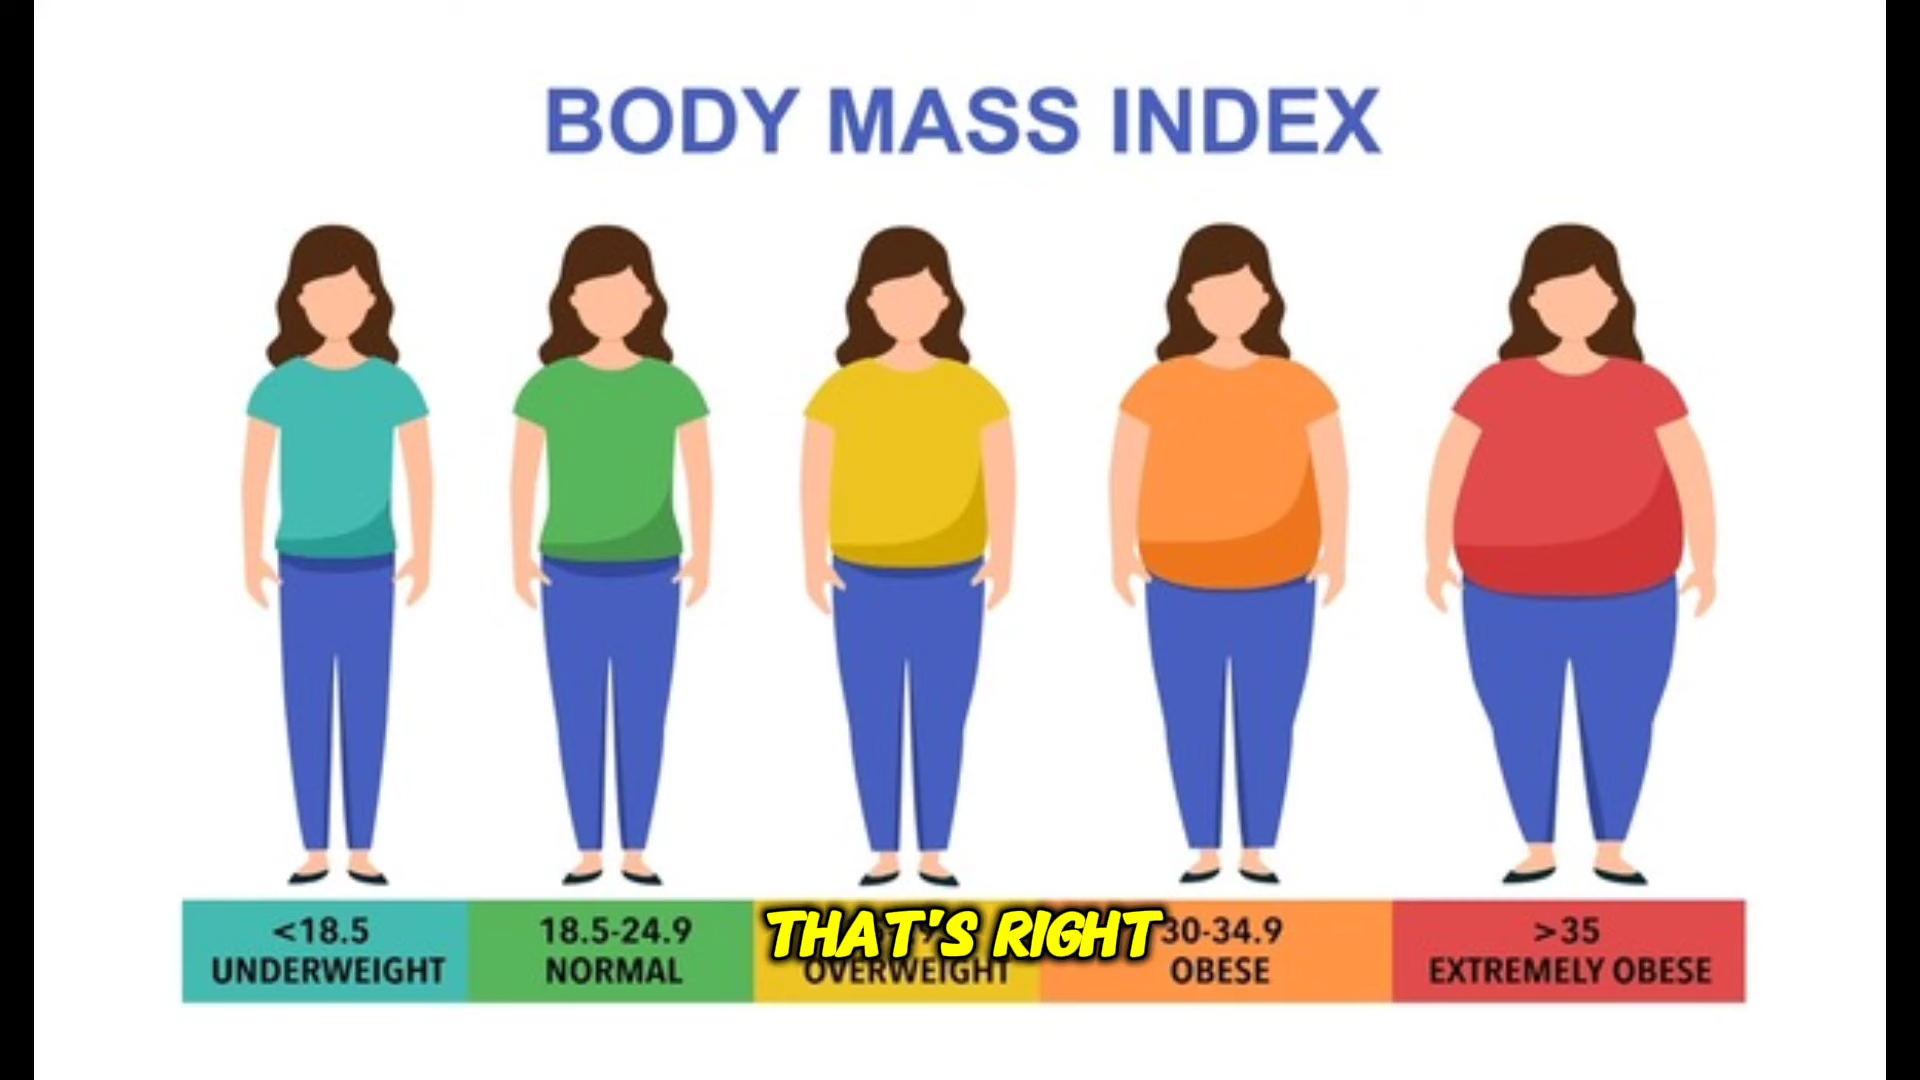 BODY MASS INDEX
<18.5
UNDERWEIGHT
18.5-24.9
NORMAL
THAT'S RIGHT
OVERWEIGHT
30-34.9
OBESE
>35
EXTREMELY OBESE